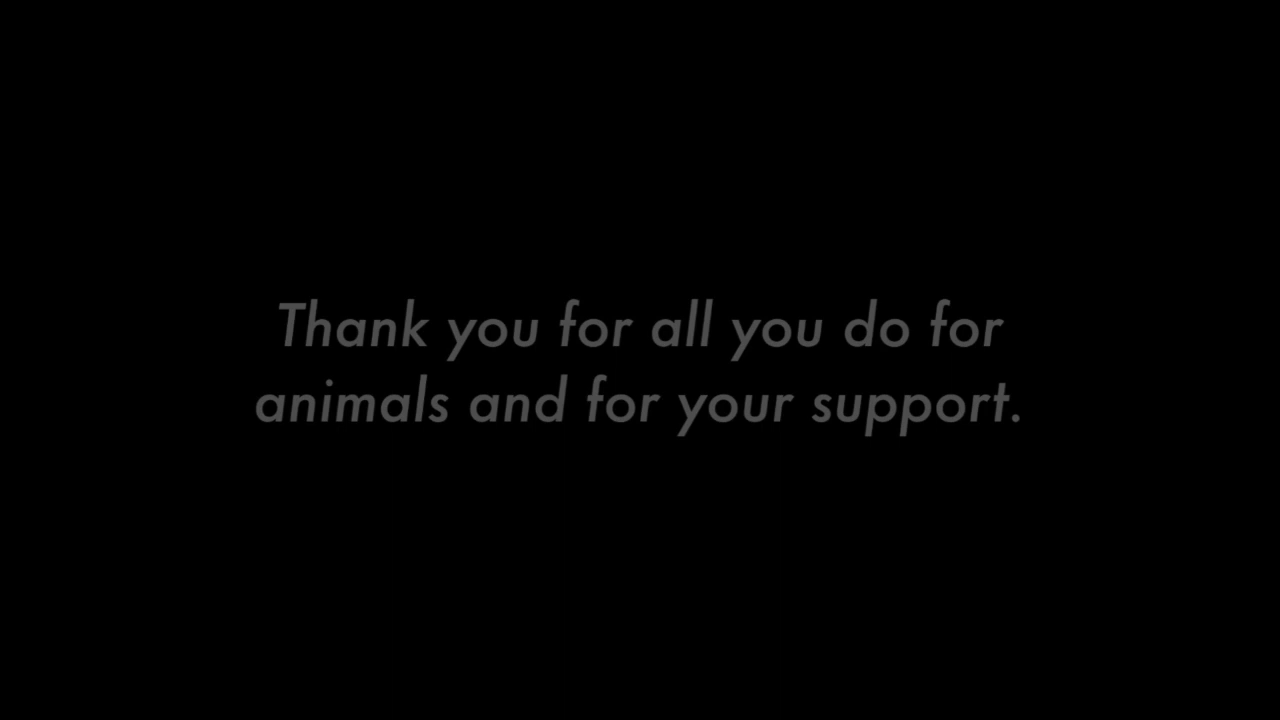 Thank you for all you do for
animals and for your support.